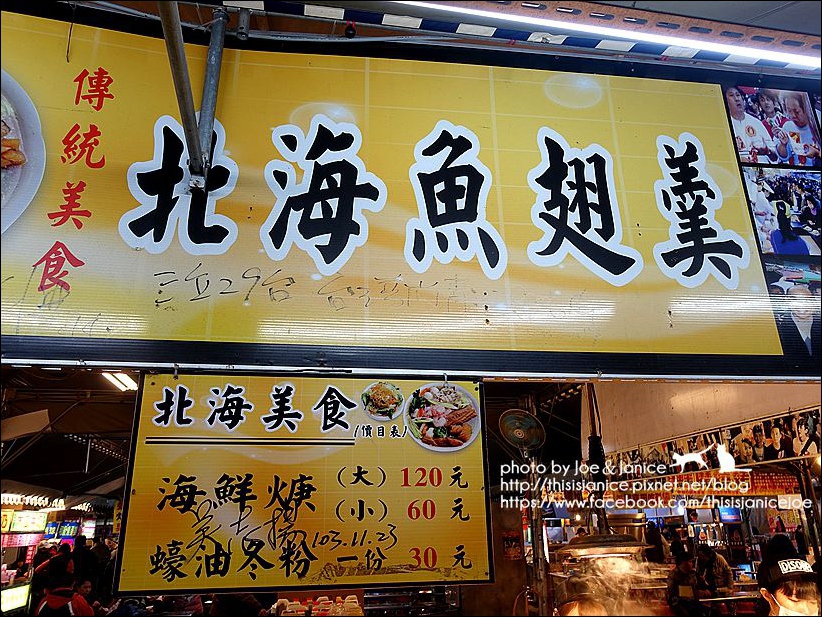 傳統美食
北海魚翅羹
北海美食
(價目表)
海鮮焿 (大) 120 元
(小) 60 元
蠔油冬粉 一份 30 元
103.11.23
photo by Joe & Janice
http://thisisjanice.pixnet.net/blog
https://www.facebook.com/thisisjanicejoe